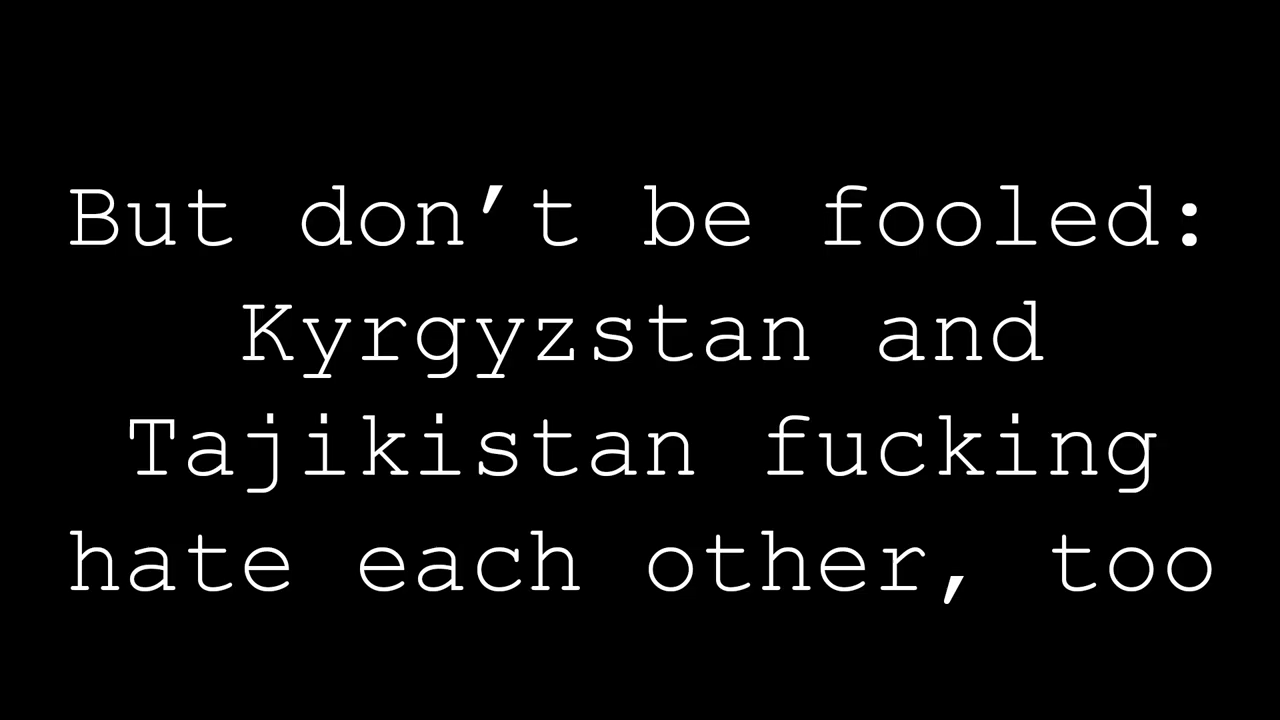 But don’t be fooled:
Kyrgyzstan and
Tajikistan fucking
hate each other, too